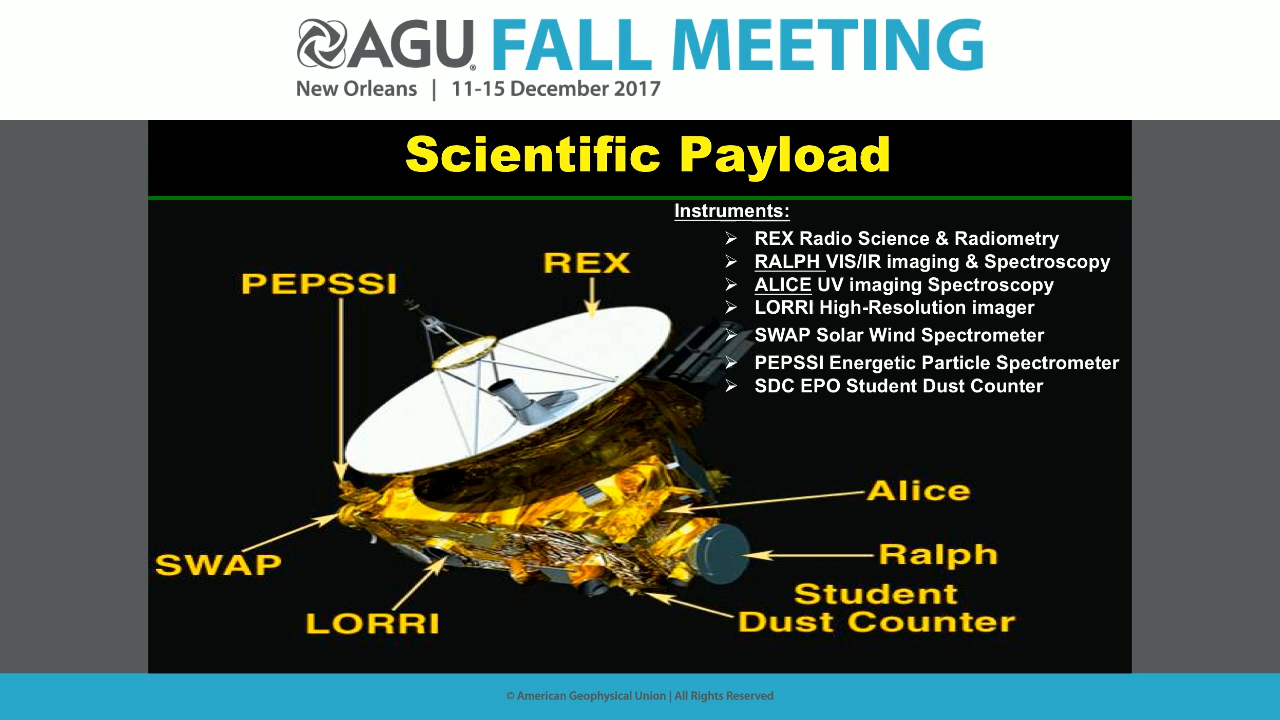 AGU FALL MEETING
New Orleans | 11-15 December 2017
Scientific Payload
Instruments:
➢ REX Radio Science & Radiometry
➢ RALPH VIS/IR imaging & Spectroscopy
➢ ALICE UV imaging Spectroscopy
➢ LORRI High-Resolution imager
➢ SWAP Solar Wind Spectrometer
➢ PEPSSI Energetic Particle Spectrometer
➢ SDC EPO Student Dust Counter
PEPSSI
REX
Alice
SWAP
Ralph
LORRI
Student
Dust Counter
© American Geophysical Union | All Rights Reserved